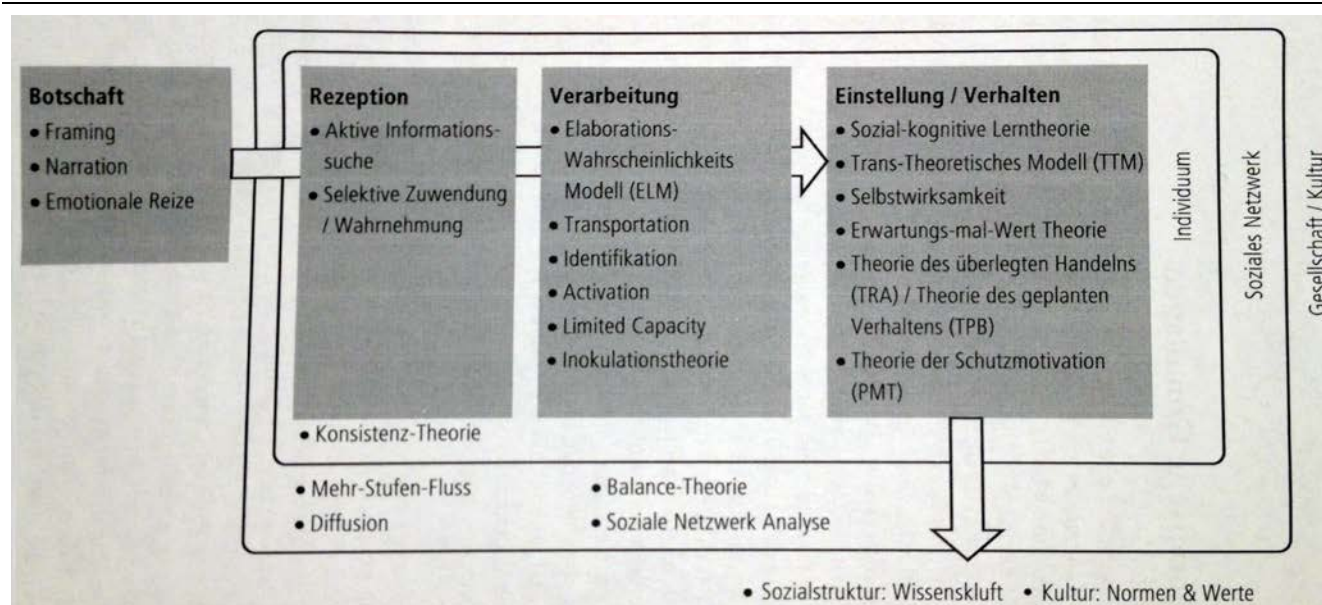 Botschaft
• Framing
• Narration
• Emotionale Reize
Rezeption
• Aktive Informations-
suche
• Selektive Zuwendung
/ Wahrnehmung
Verarbeitung
• Elaborations-
Wahrscheinlichkeits
Modell (ELM)
• Transportation
• Identifikation
• Activation
• Limited Capacity
• Inokulationstheorie
Einstellung / Verhalten
• Sozial-kognitive Lerntheorie
• Trans-Theoretisches Modell (TTM)
• Selbstwirksamkeit
• Erwartungs-mal-Wert Theorie
• Theorie des überlegten Handelns
(TRA) / Theorie des geplanten
Verhaltens (TPB)
• Theorie der Schutzmotivation
(PMT)
Individuum
Soziales Netzwerk
Gesellschaft / Kultur
• Konsistenz-Theorie
• Mehr-Stufen-Fluss
• Diffusion
• Balance-Theorie
• Soziale Netzwerk Analyse
• Sozialstruktur: Wissenskluft • Kultur: Normen & Werte